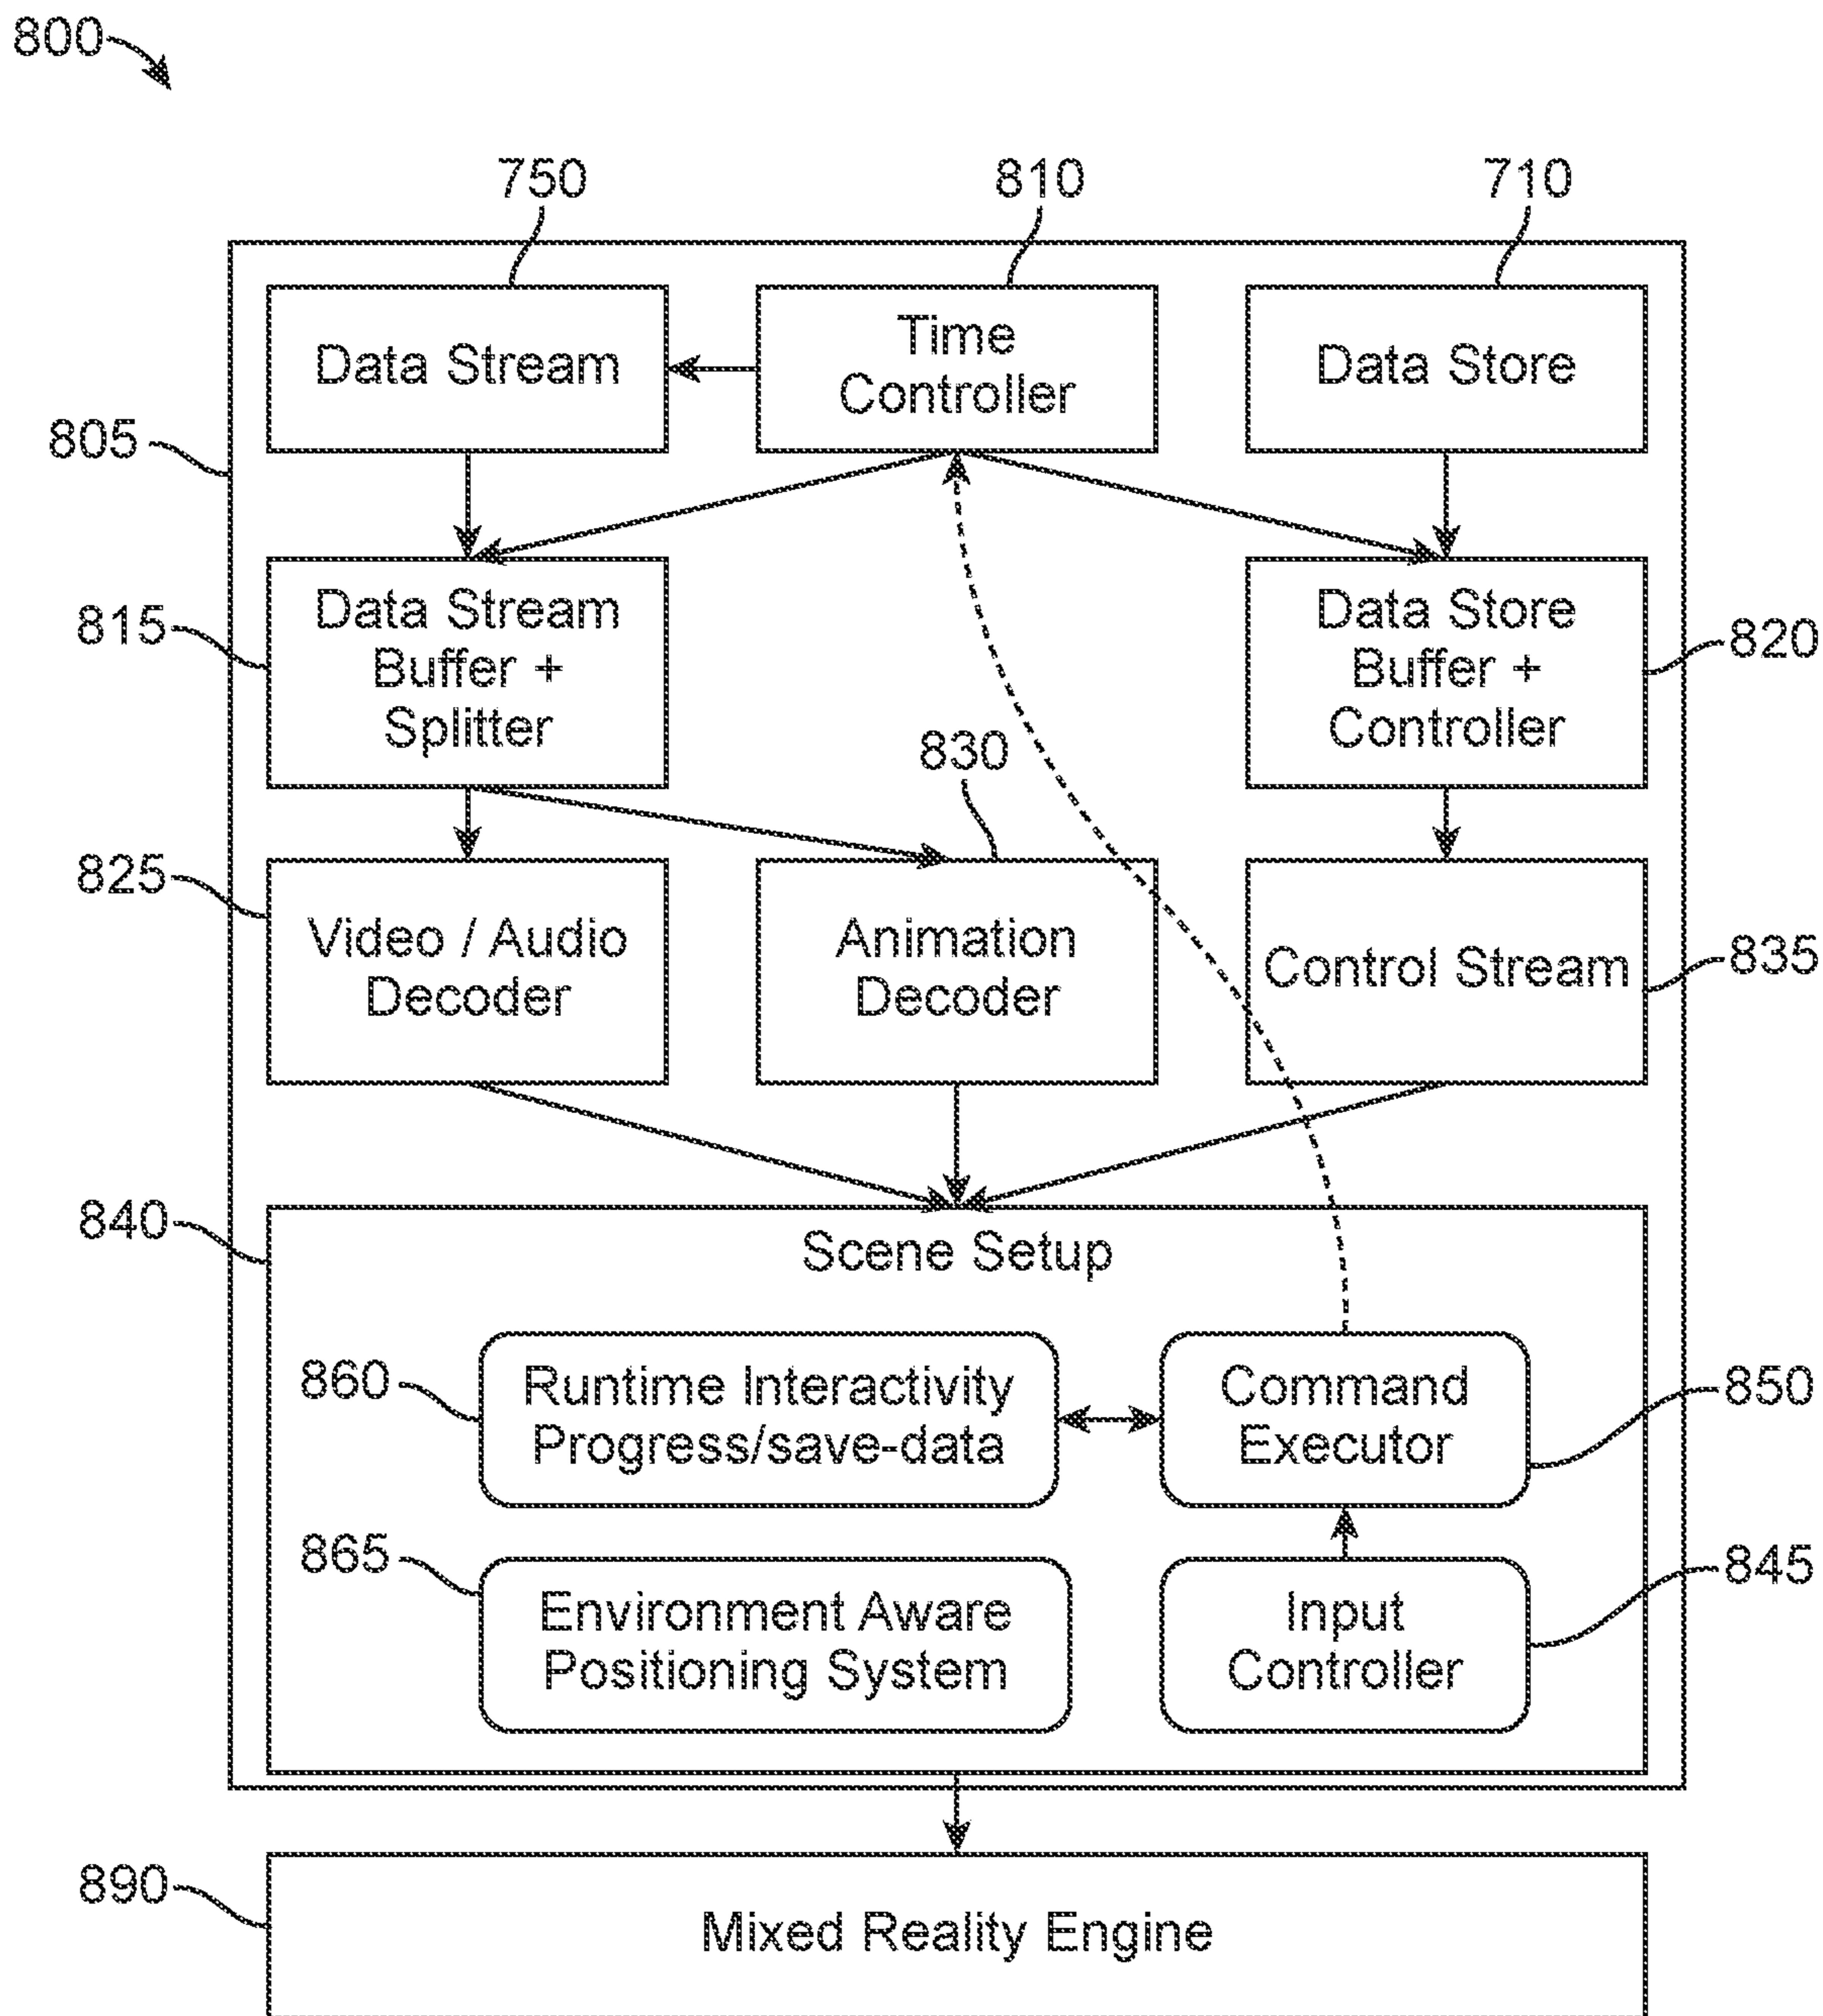 800
750
810
710
Data Stream
Time
Controller
Data Store
805
Data Stream
Buffer +
Splitter
Data Store
Buffer +
Controller
815
820
830
825
Video / Audio
Decoder
Animation
Decoder
Control Stream
835
840
Scene Setup
860
Runtime Interactivity
Progress/save-data
Command
Executor
850
865
Environment Aware
Positioning System
Input
Controller
845
890
Mixed Reality Engine